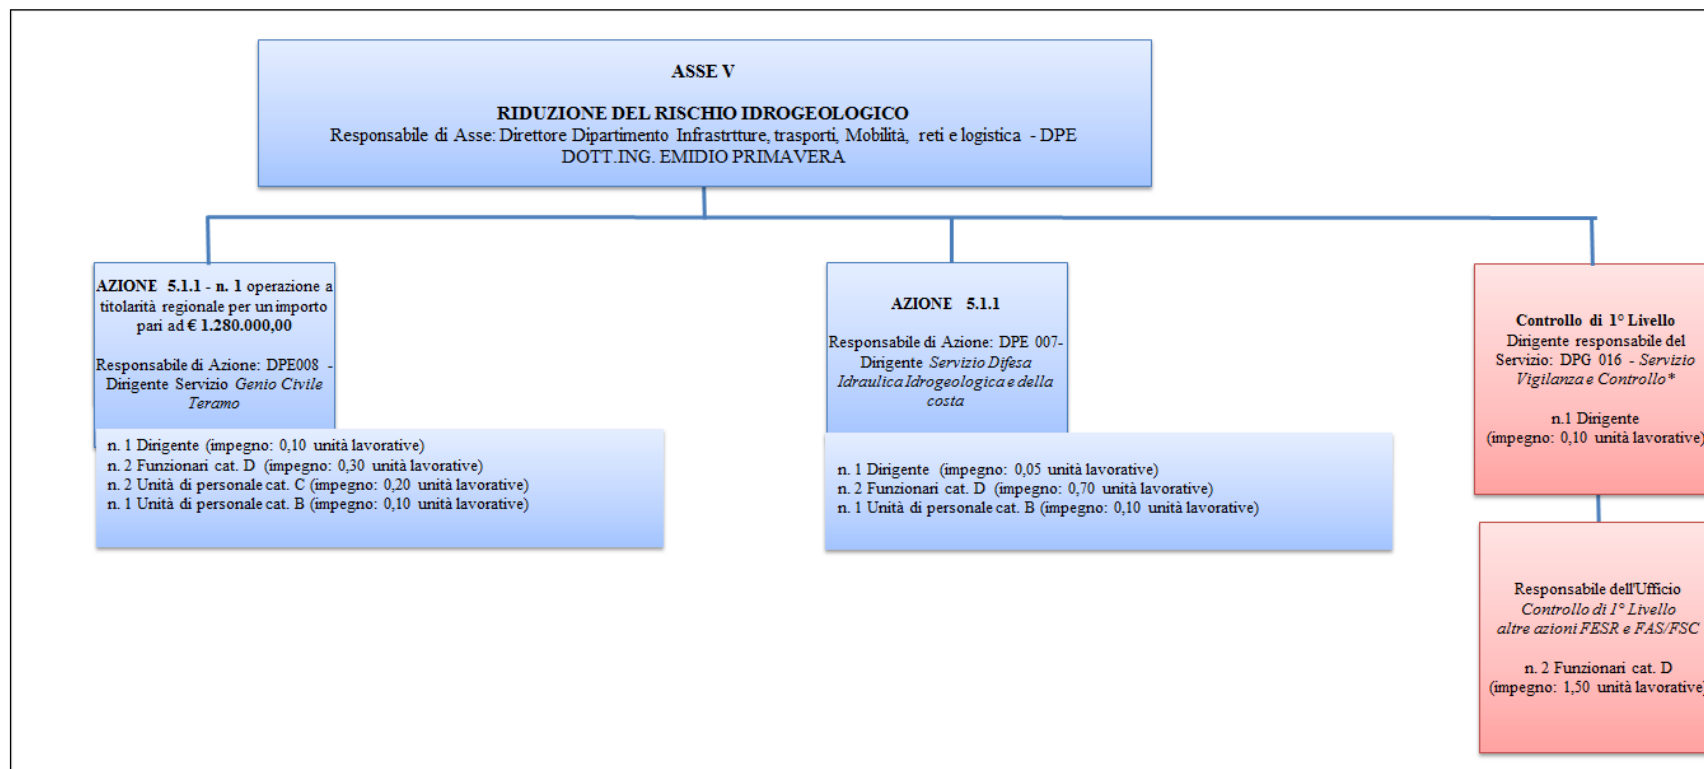 ASSE V
RIDUZIONE DEL RISCHIO IDROGEOLOGICO
Responsabile di Asse: Direttore Dipartimento Infrastrtture, trasporti, Mobilità, reti e logistica - DPE
DOTT.ING. EMIDIO PRIMAVERA
AZIONE 5.1.1 - n. 1 operazione a
titolarità regionale per un importo
pari ad € 1.280.000,00
Responsabile di Azione: DPE008 -
Dirigente Servizio Genio Civile
Teramo
n. 1 Dirigente (impegno: 0,10 unità lavorative)
n. 2 Funzionari cat. D (impegno: 0,30 unità lavorative)
n. 2 Unità di personale cat. C (impegno: 0,20 unità lavorative)
n. 1 Unità di personale cat. B (impegno: 0,10 unità lavorative)
AZIONE 5.1.1
Responsabile di Azione: DPE 007-
Dirigente Servizio Difesa
Idraulica Idrogeologica e della
costa
n. 1 Dirigente (impegno: 0,05 unità lavorative)
n. 2 Funzionari cat. D (impegno: 0,70 unità lavorative)
n. 1 Unità di personale cat. B (impegno: 0,10 unità lavorative)
Controllo di 1° Livello
Dirigente responsabile del
Servizio: DPG 016 - Servizio
Vigilanza e Controllo*
n.1 Dirigente
(impegno: 0,10 unità lavorative)
Responsabile dell'Ufficio
Controllo di 1° Livello
altre azioni FESR e FAS/FSC
n. 2 Funzionari cat. D
(impegno: 1,50 unità lavorative)